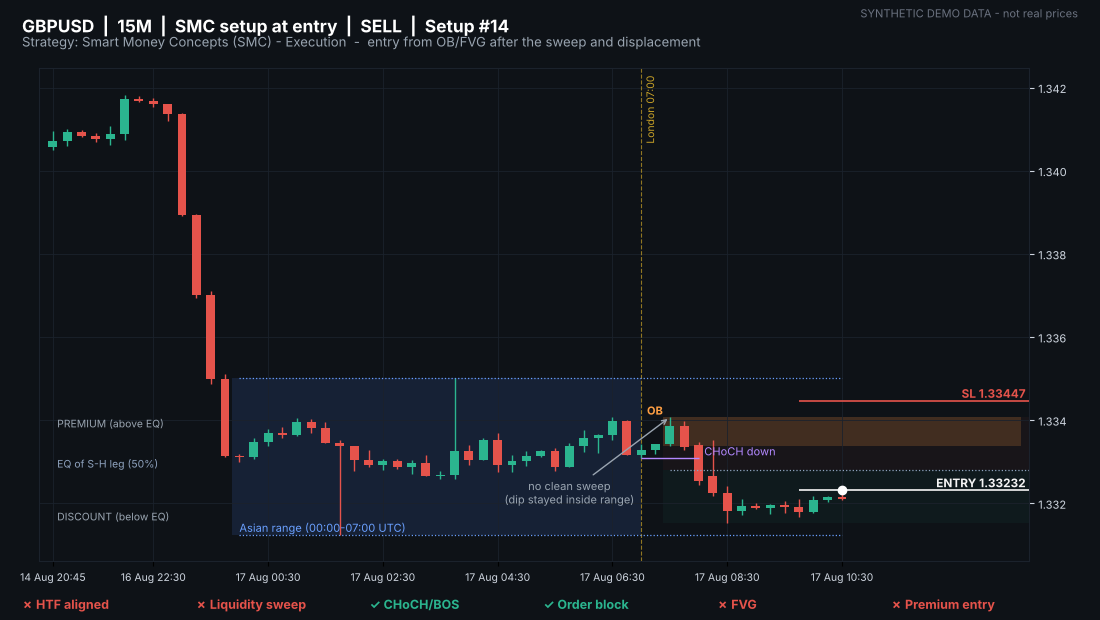 GBPUSD | 15M | SMC setup at entry | SELL | Setup #14
SYNTHETIC DEMO DATA - not real prices
Strategy: Smart Money Concepts (SMC) - Execution - entry from OB/FVG after the sweep and displacement
London 07:00
1.342
1.340
1.338
1.336
1.334
1.332
SL 1.33447
OB
PREMIUM (above EQ)
CHoCH down
EQ of S-H leg (50%)
ENTRY 1.33232
no clean sweep
(dip stayed inside range)
DISCOUNT (below EQ)
Asian range (00:00-07:00 UTC)
14 Aug 20:45
16 Aug 22:30
17 Aug 00:30
17 Aug 02:30
17 Aug 04:30
17 Aug 06:30
17 Aug 08:30
17 Aug 10:30
× HTF aligned
× Liquidity sweep
✓ CHoCH/BOS
✓ Order block
× FVG
× Premium entry